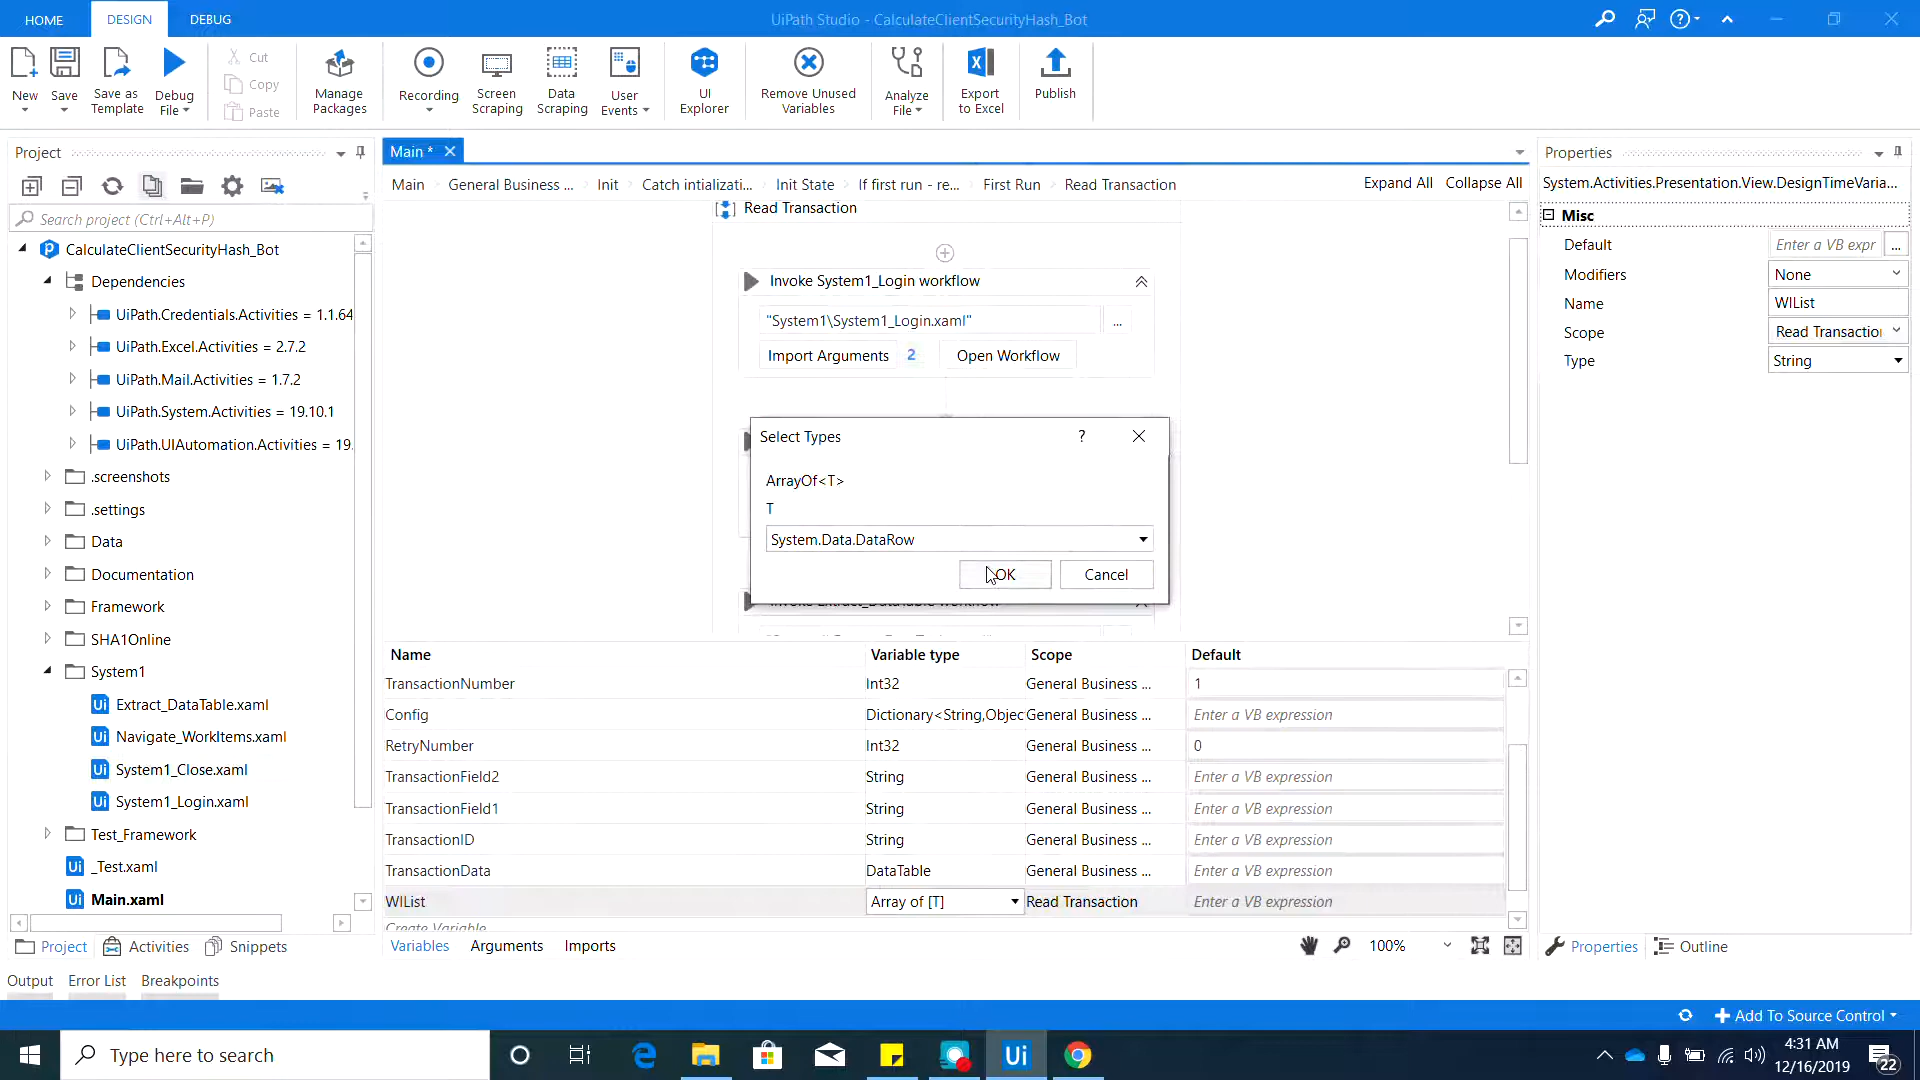 HOME DESIGN DEBUG UiPath Studio - CalculateClientSecurityHash_Bot
New Save Save as Template Debug File Cut Copy Paste Manage Packages Recording Screen Scraping Data Scraping User Events UI Explorer Remove Unused Variables Analyze File Export to Excel Publish
Project
Search project (Ctrl+Alt+P)
CalculateClientSecurityHash_Bot
Dependencies
UiPath.Credentials.Activities = 1.1.64
UiPath.Excel.Activities = 2.7.2
UiPath.Mail.Activities = 1.7.2
UiPath.System.Activities = 19.10.1
UiPath.UIAutomation.Activities = 19.
.screenshots
.settings
Data
Documentation
Framework
SHA1Online
System1
Extract_DataTable.xaml
Navigate_WorkItems.xaml
System1_Close.xaml
System1_Login.xaml
Test_Framework
_Test.xaml
Main.xaml
Project Activities Snippets
Main *
Main General Business ... Init Catch intializati... Init State If first run - re... First Run Read Transaction Expand All Collapse All
Read Transaction
Invoke System1_Login workflow
"System1\System1_Login.xaml" ...
Import Arguments 2 Open Workflow
Select Types ?
ArrayOf<T>
T
System.Data.DataRow
OK Cancel
Name Variable type Scope Default
TransactionNumber Int32 General Business ... 1
Config Dictionary<String,Objec General Business ... Enter a VB expression
RetryNumber Int32 General Business ... 0
TransactionField2 String General Business ... Enter a VB expression
TransactionField1 String General Business ... Enter a VB expression
TransactionID String General Business ... Enter a VB expression
TransactionData DataTable General Business ... Enter a VB expression
WIList Array of [T] Read Transaction Enter a VB expression
Create Variable
Variables Arguments Imports 100%
Properties
System.Activities.Presentation.View.DesignTimeVaria...
Misc
Default Enter a VB expr ...
Modifiers None
Name WIList
Scope Read Transaction
Type String
Properties Outline
Output Error List Breakpoints
Add To Source Control
Type here to search
4:31 AM
12/16/2019
22